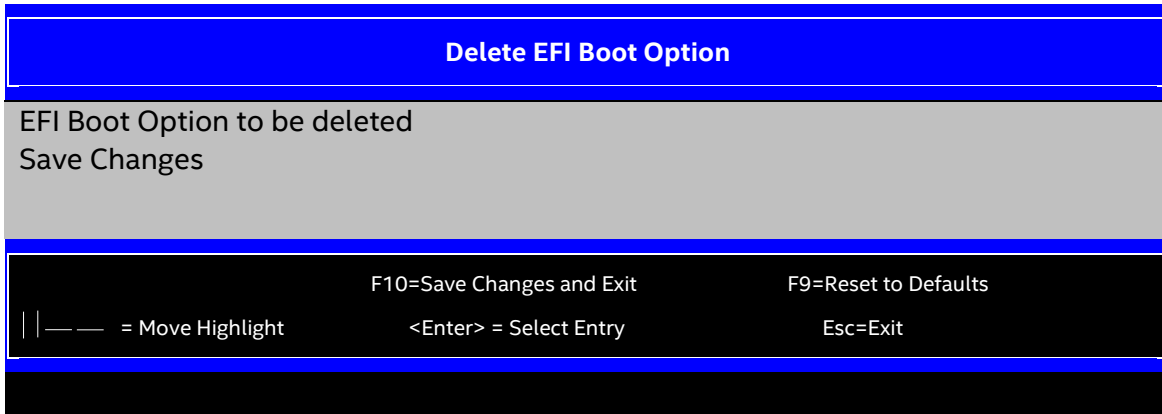 Delete EFI Boot Option
EFI Boot Option to be deleted
Save Changes
F10=Save Changes and Exit F9=Reset to Defaults
= Move Highlight <Enter> = Select Entry Esc=Exit